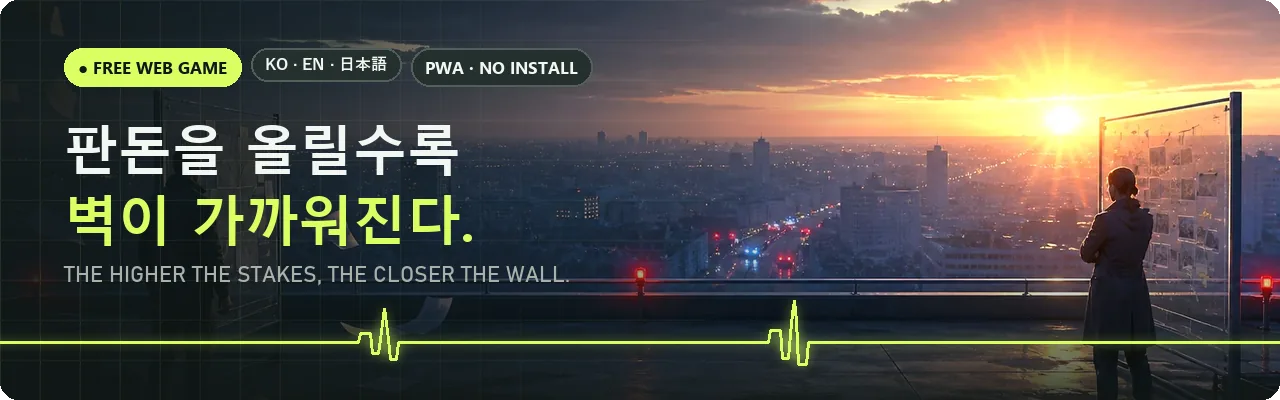 ● FREE WEB GAME
KO · EN · 日本語
PWA · NO INSTALL
판돈을 올릴수록
벽이 가까워진다.
THE HIGHER THE STAKES, THE CLOSER THE WALL.